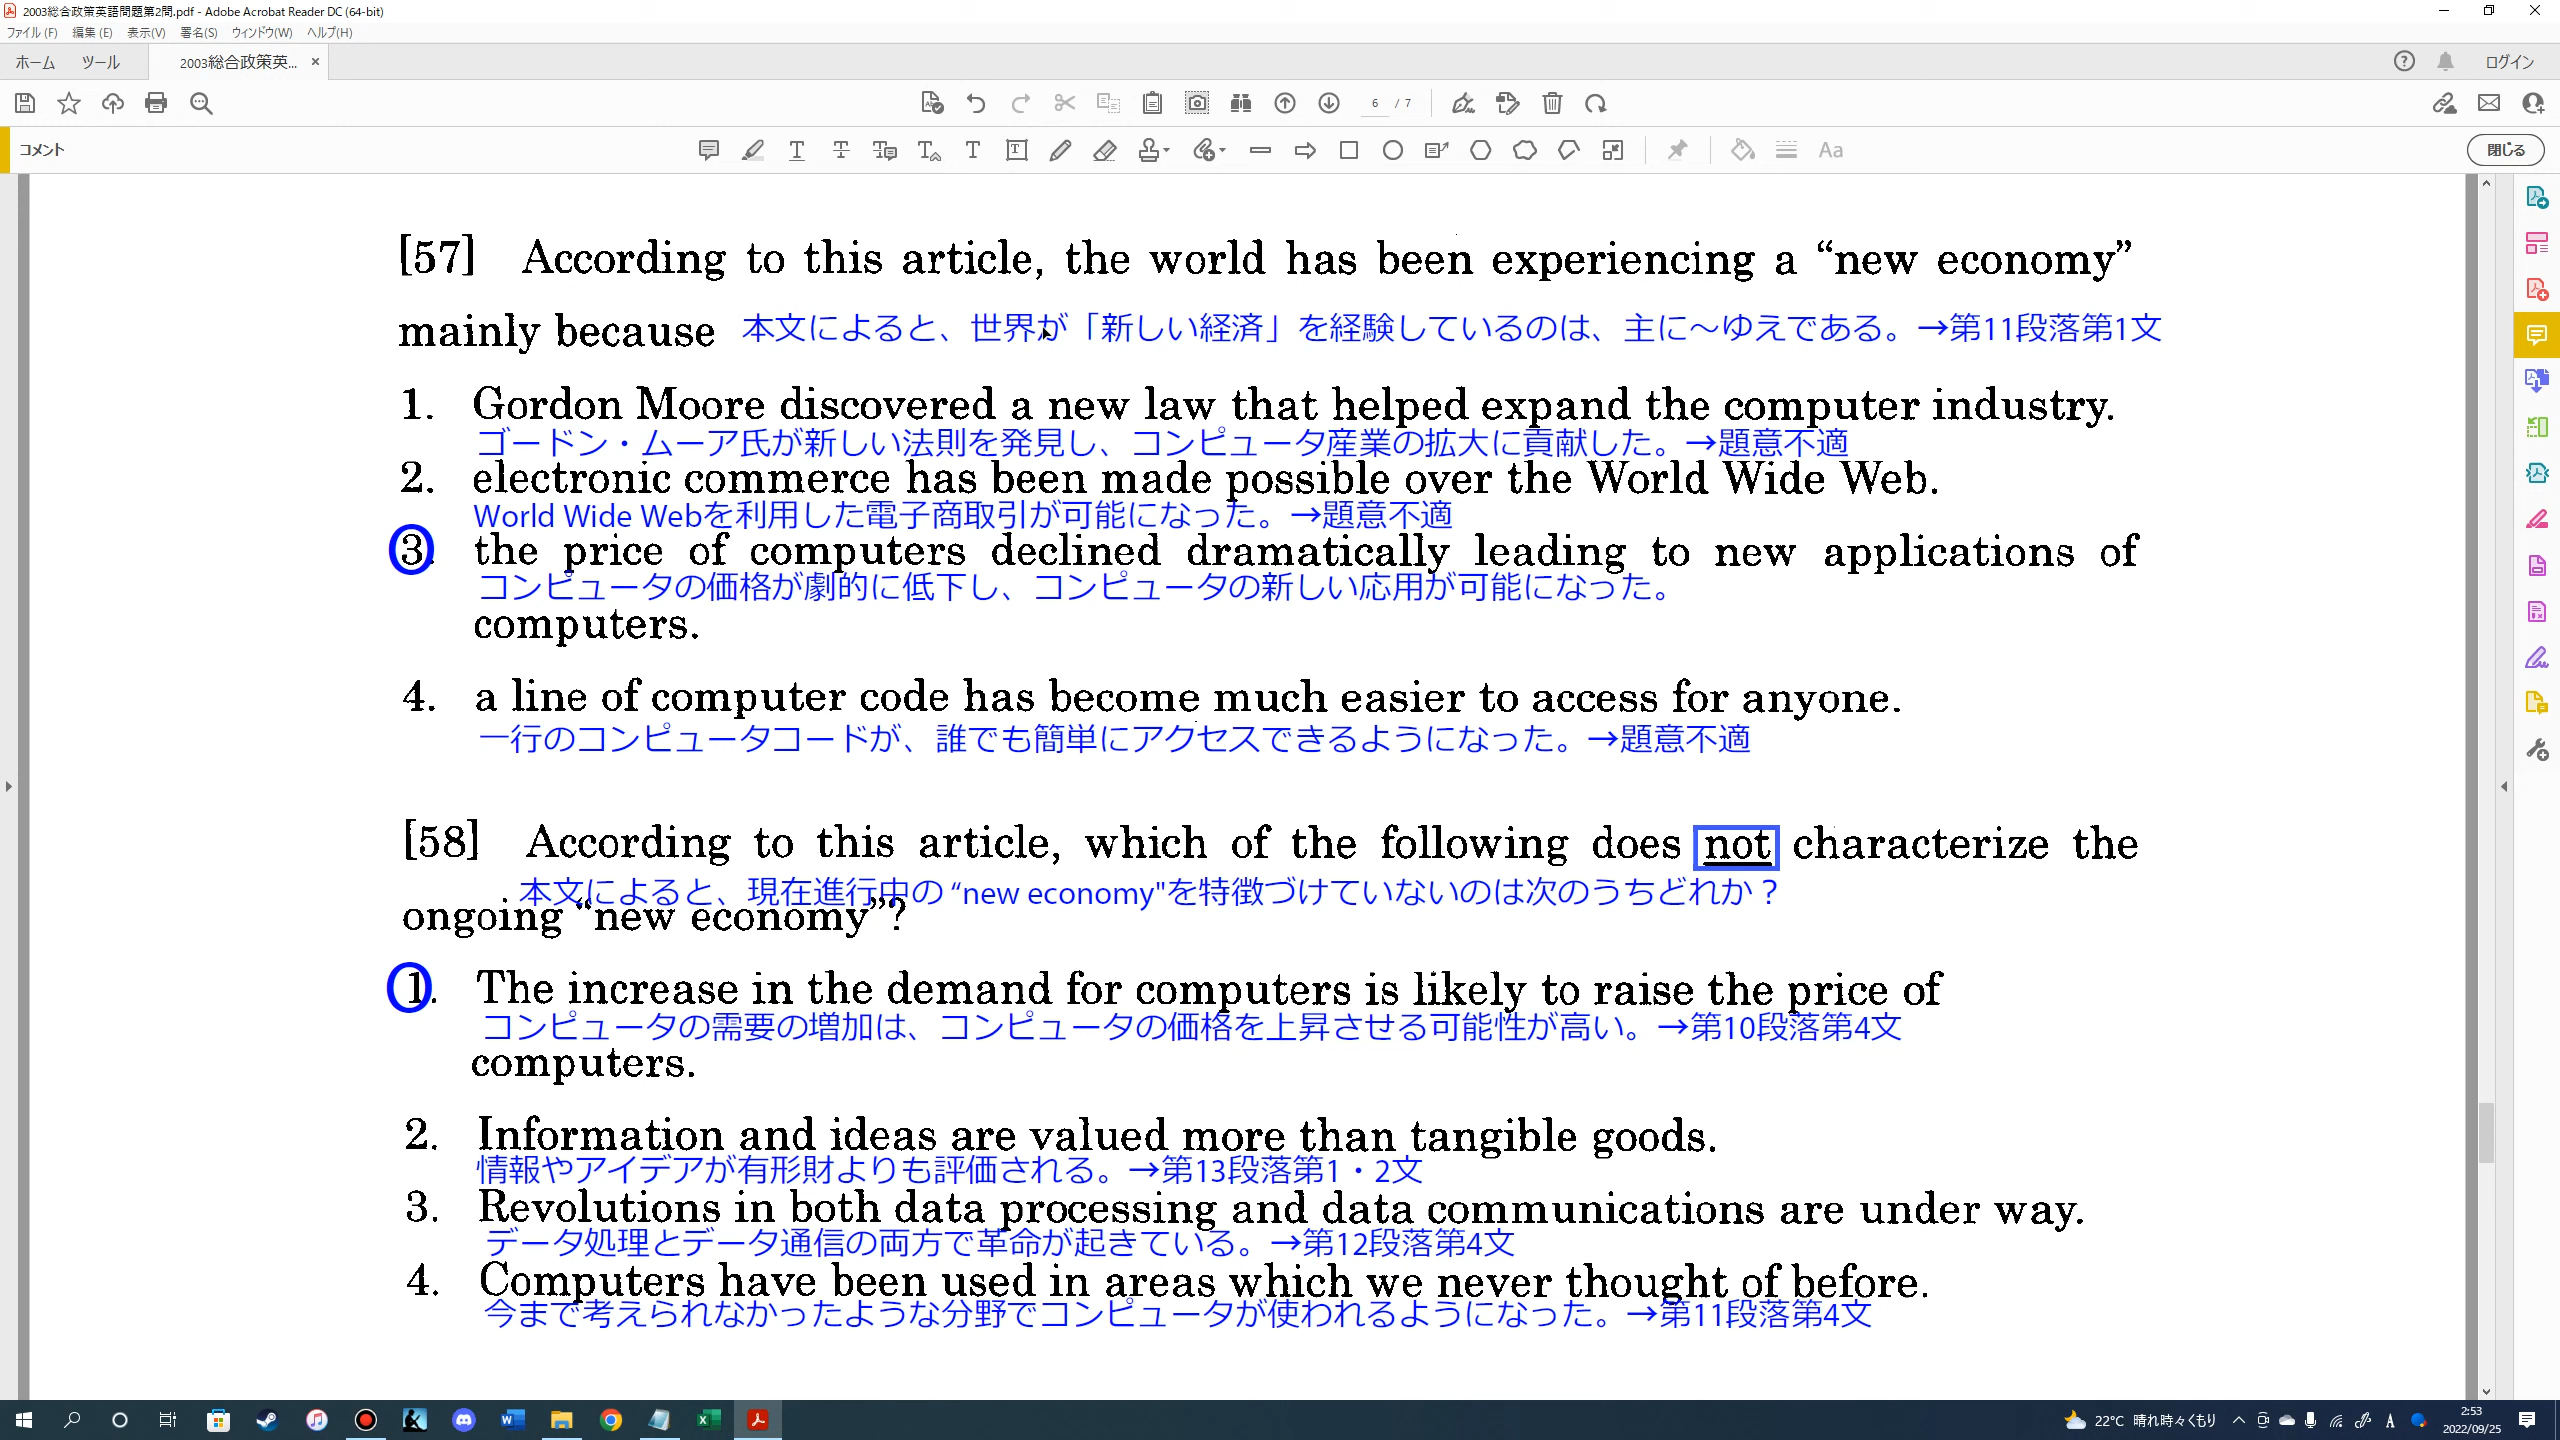 2003総合政策英語問題第2問.pdf - Adobe Acrobat Reader DC (64-bit)
ファイル(F) 編集(E) 表示(V) 署名(S) ウィンドウ(W) ヘルプ(H)
ホーム ツール 2003総合政策英... × ログイン
6 / 7
コメント Aa 閉じる
[57] According to this article, the world has been experiencing a “new economy”
mainly because 本文によると、世界が「新しい経済」を経験しているのは、主に～ゆえである。→第11段落第1文
1. Gordon Moore discovered a new law that helped expand the computer industry.
ゴードン・ムーア氏が新しい法則を発見し、コンピュータ産業の拡大に貢献した。→題意不適
2. electronic commerce has been made possible over the World Wide Web.
World Wide Webを利用した電子商取引が可能になった。→題意不適
3. the price of computers declined dramatically leading to new applications of
コンピュータの価格が劇的に低下し、コンピュータの新しい応用が可能になった。
computers.
4. a line of computer code has become much easier to access for anyone.
一行のコンピュータコードが、誰でも簡単にアクセスできるようになった。→題意不適
[58] According to this article, which of the following does not characterize the
本文によると、現在進行中の “new economy"を特徴づけていないのは次のうちどれか？
ongoing “new economy”?
1. The increase in the demand for computers is likely to raise the price of
コンピュータの需要の増加は、コンピュータの価格を上昇させる可能性が高い。→第10段落第4文
computers.
2. Information and ideas are valued more than tangible goods.
情報やアイデアが有形財よりも評価される。→第13段落第1・2文
3. Revolutions in both data processing and data communications are under way.
データ処理とデータ通信の両方で革命が起きている。→第12段落第4文
4. Computers have been used in areas which we never thought of before.
今まで考えられなかったような分野でコンピュータが使われるようになった。→第11段落第4文
22°C 晴れ時々くもり A 2:53
2022/09/25